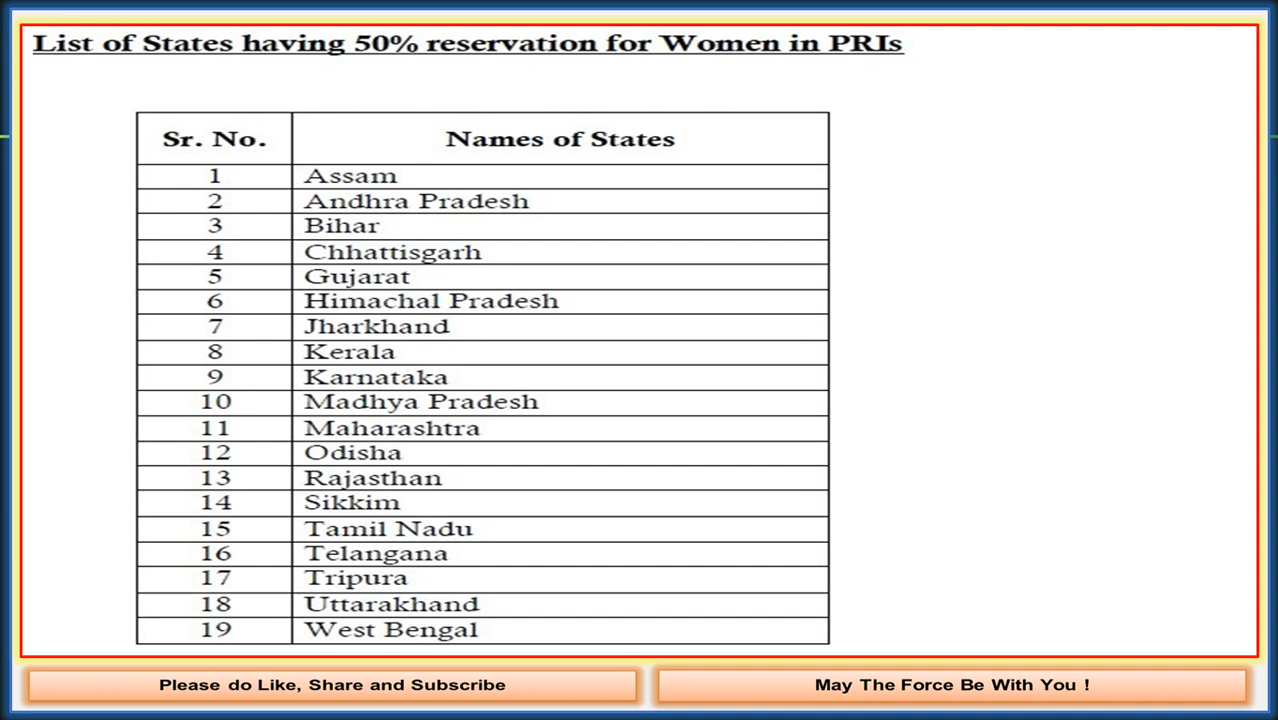 List of States having 50% reservation for Women in PRIs
Sr. No. Names of States
1 Assam
2 Andhra Pradesh
3 Bihar
4 Chhattisgarh
5 Gujarat
6 Himachal Pradesh
7 Jharkhand
8 Kerala
9 Karnataka
10 Madhya Pradesh
11 Maharashtra
12 Odisha
13 Rajasthan
14 Sikkim
15 Tamil Nadu
16 Telangana
17 Tripura
18 Uttarakhand
19 West Bengal
Please do Like, Share and Subscribe
May The Force Be With You !